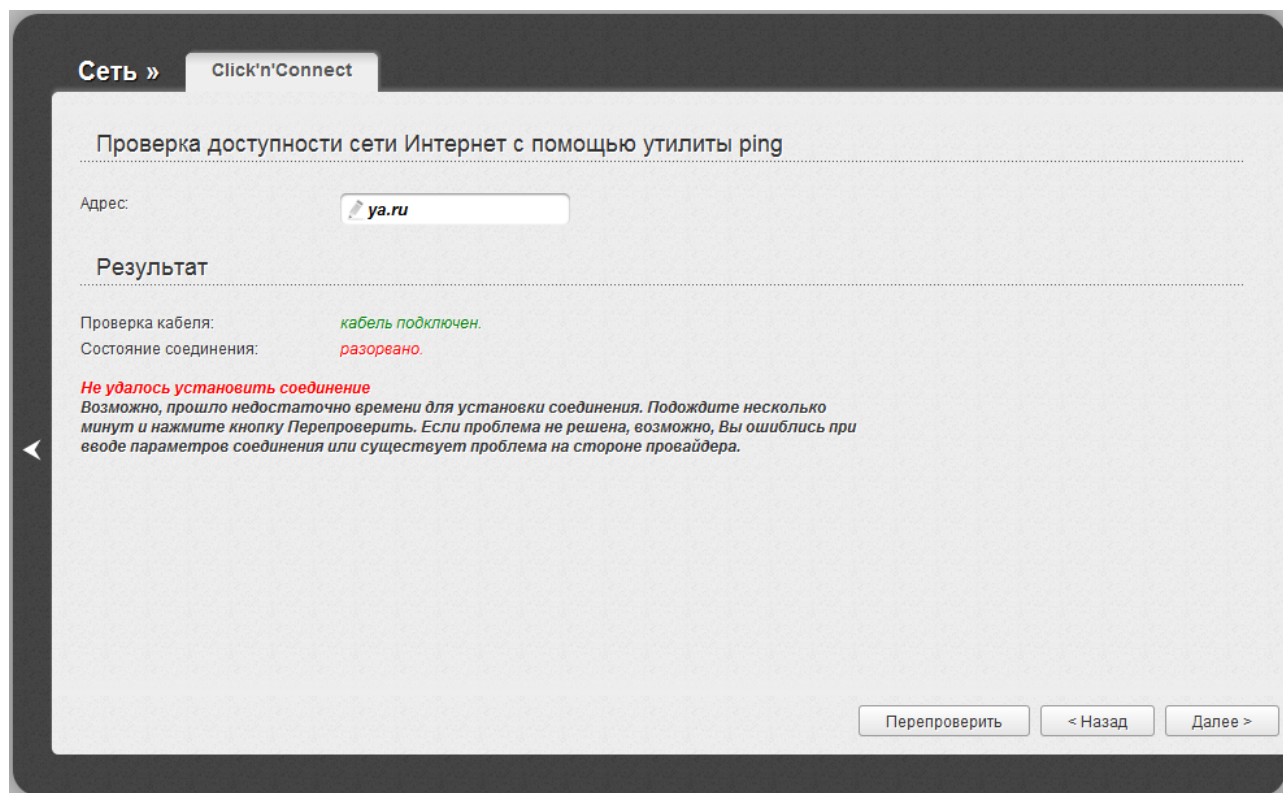 Сеть »
Click'n'Connect
Проверка доступности сети Интернет с помощью утилиты ping
Адрес:
ya.ru
Результат
Проверка кабеля:
кабель подключен.
Состояние соединения:
разорвано.
Не удалось установить соединение
Возможно, прошло недостаточно времени для установки соединения. Подождите несколько
минут и нажмите кнопку Перепроверить. Если проблема не решена, возможно, Вы ошиблись при
вводе параметров соединения или существует проблема на стороне провайдера.
Перепроверить
< Назад
Далее >